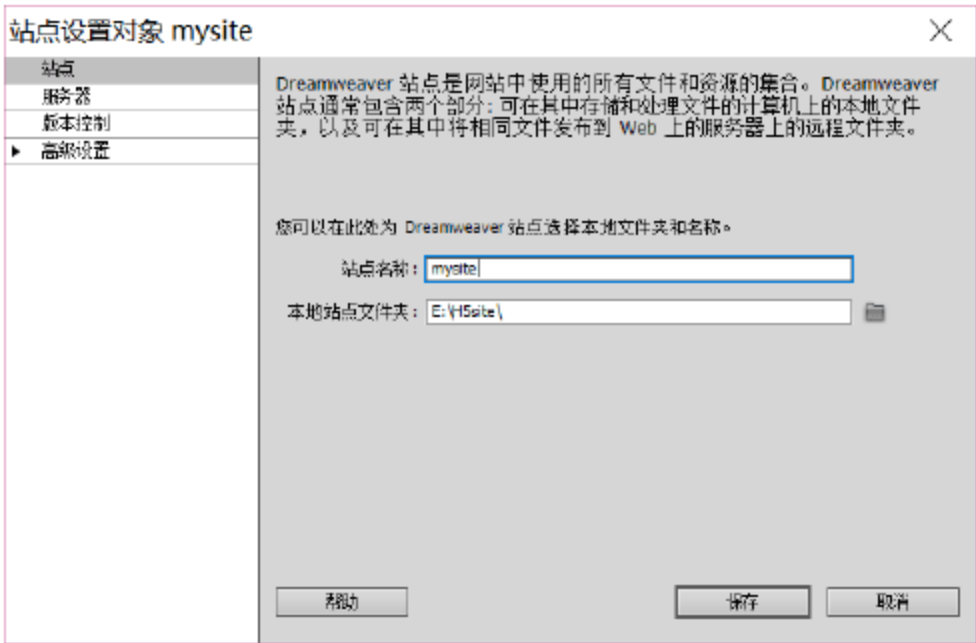 站点设置对象 mysite
站点
服务器
版本控制
高级设置
Dreamweaver 站点是网站中使用的所有文件和资源的集合。Dreamweaver
站点通常包含两个部分: 可在其中存储和处理文件的计算机上的本地文件
夹，以及可在其中将相同文件发布到 Web 上的服务器上的远程文件夹。
您可以在此处为 Dreamweaver 站点选择本地文件夹和名称。
站点名称: mysite
本地站点文件夹: E:\H5site\
帮助 保存 取消